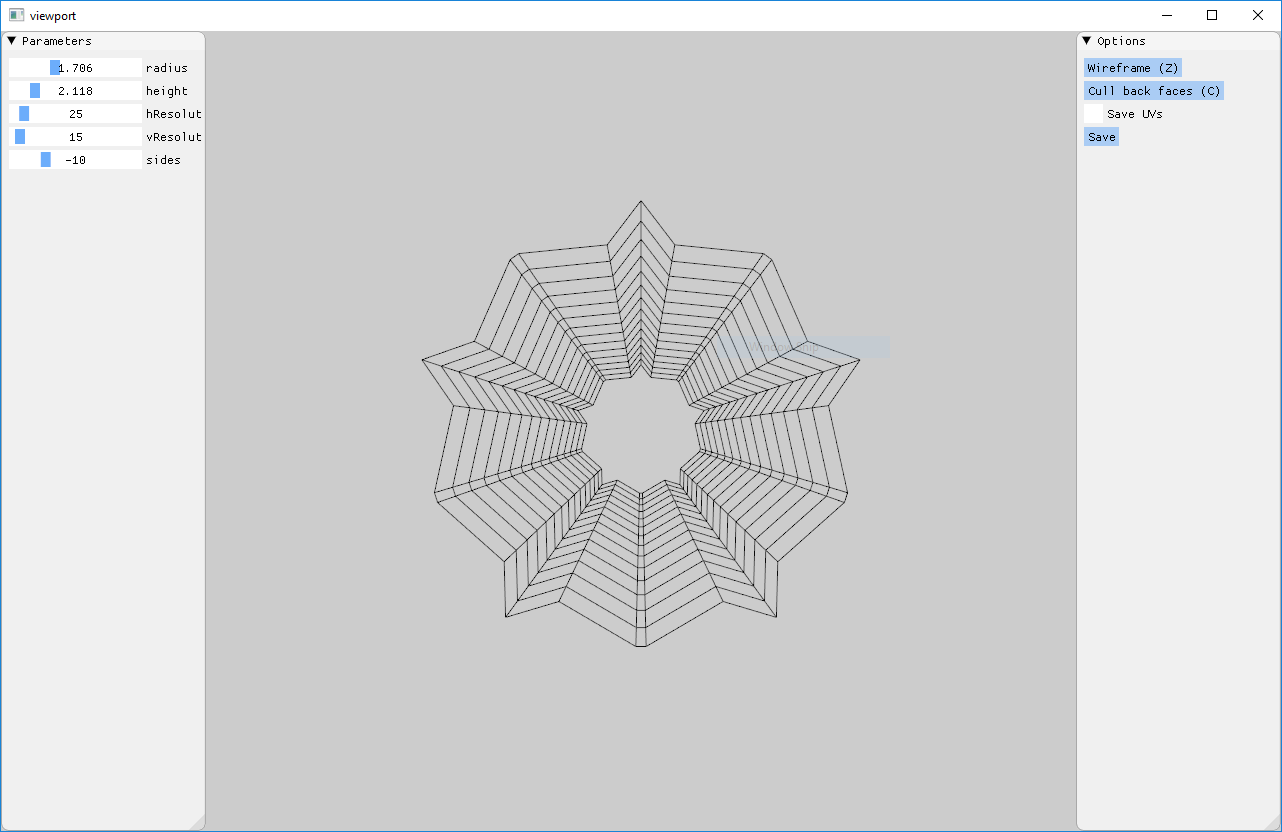 viewport
Parameters
1.706 radius
2.118 height
25 hResolut
15 vResolut
-10 sides
Options
Wireframe (Z)
Cull back faces (C)
Save UVs
Save